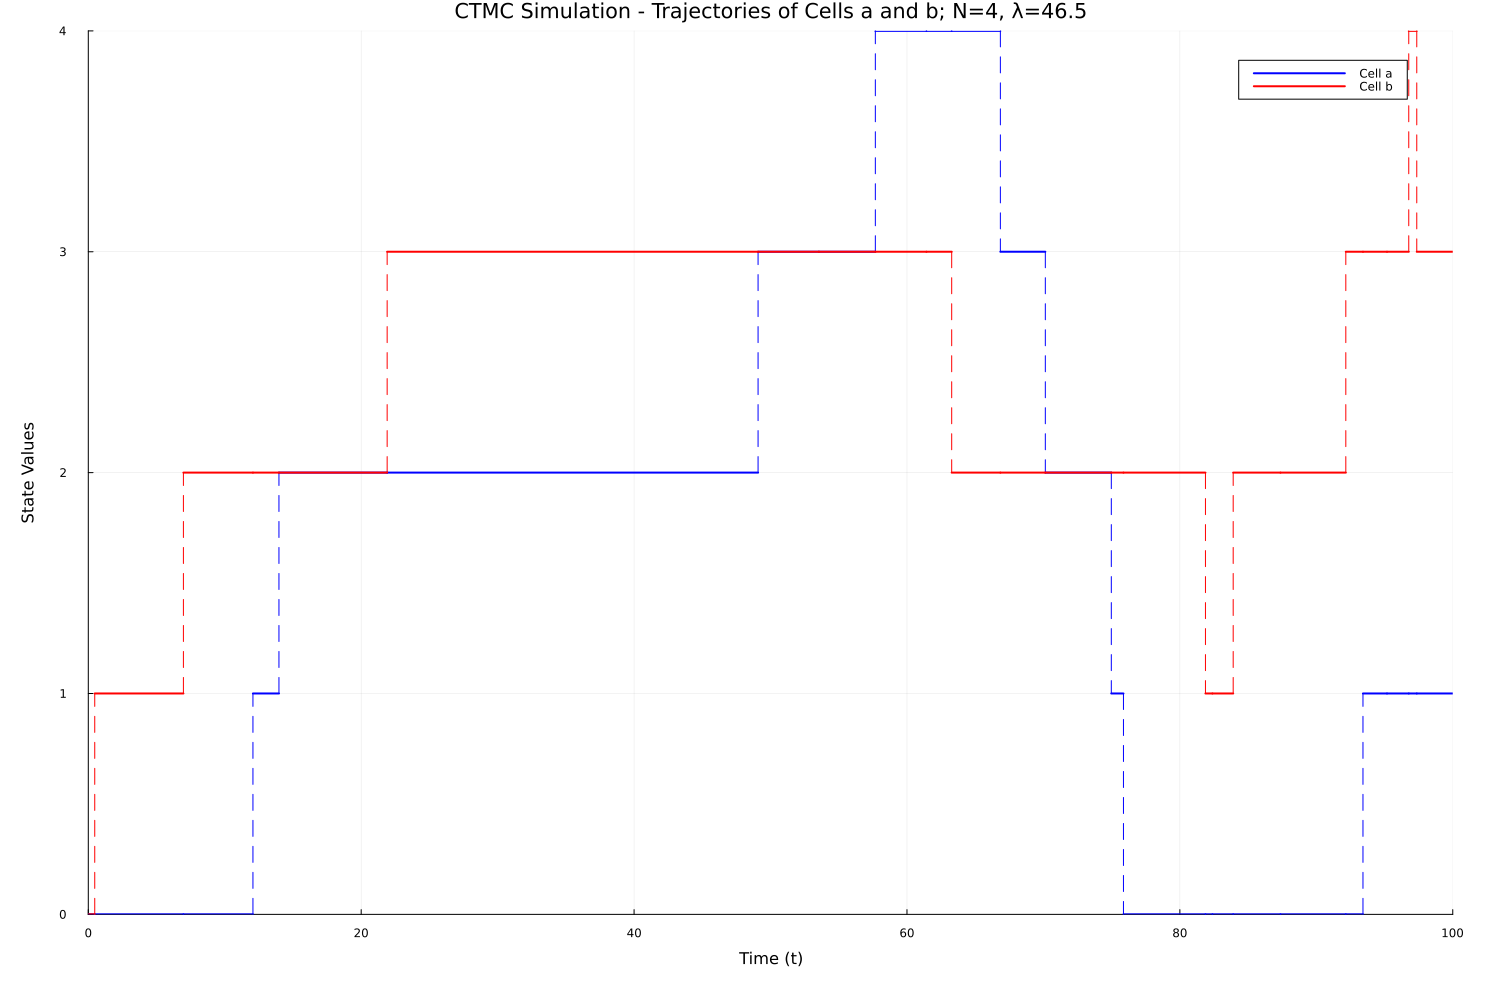 CTMC Simulation - Trajectories of Cells a and b; N=4, λ=46.5
4
Cell a
Cell b
3
State Values
2
1
0
0 20 40 60 80 100
Time (t)